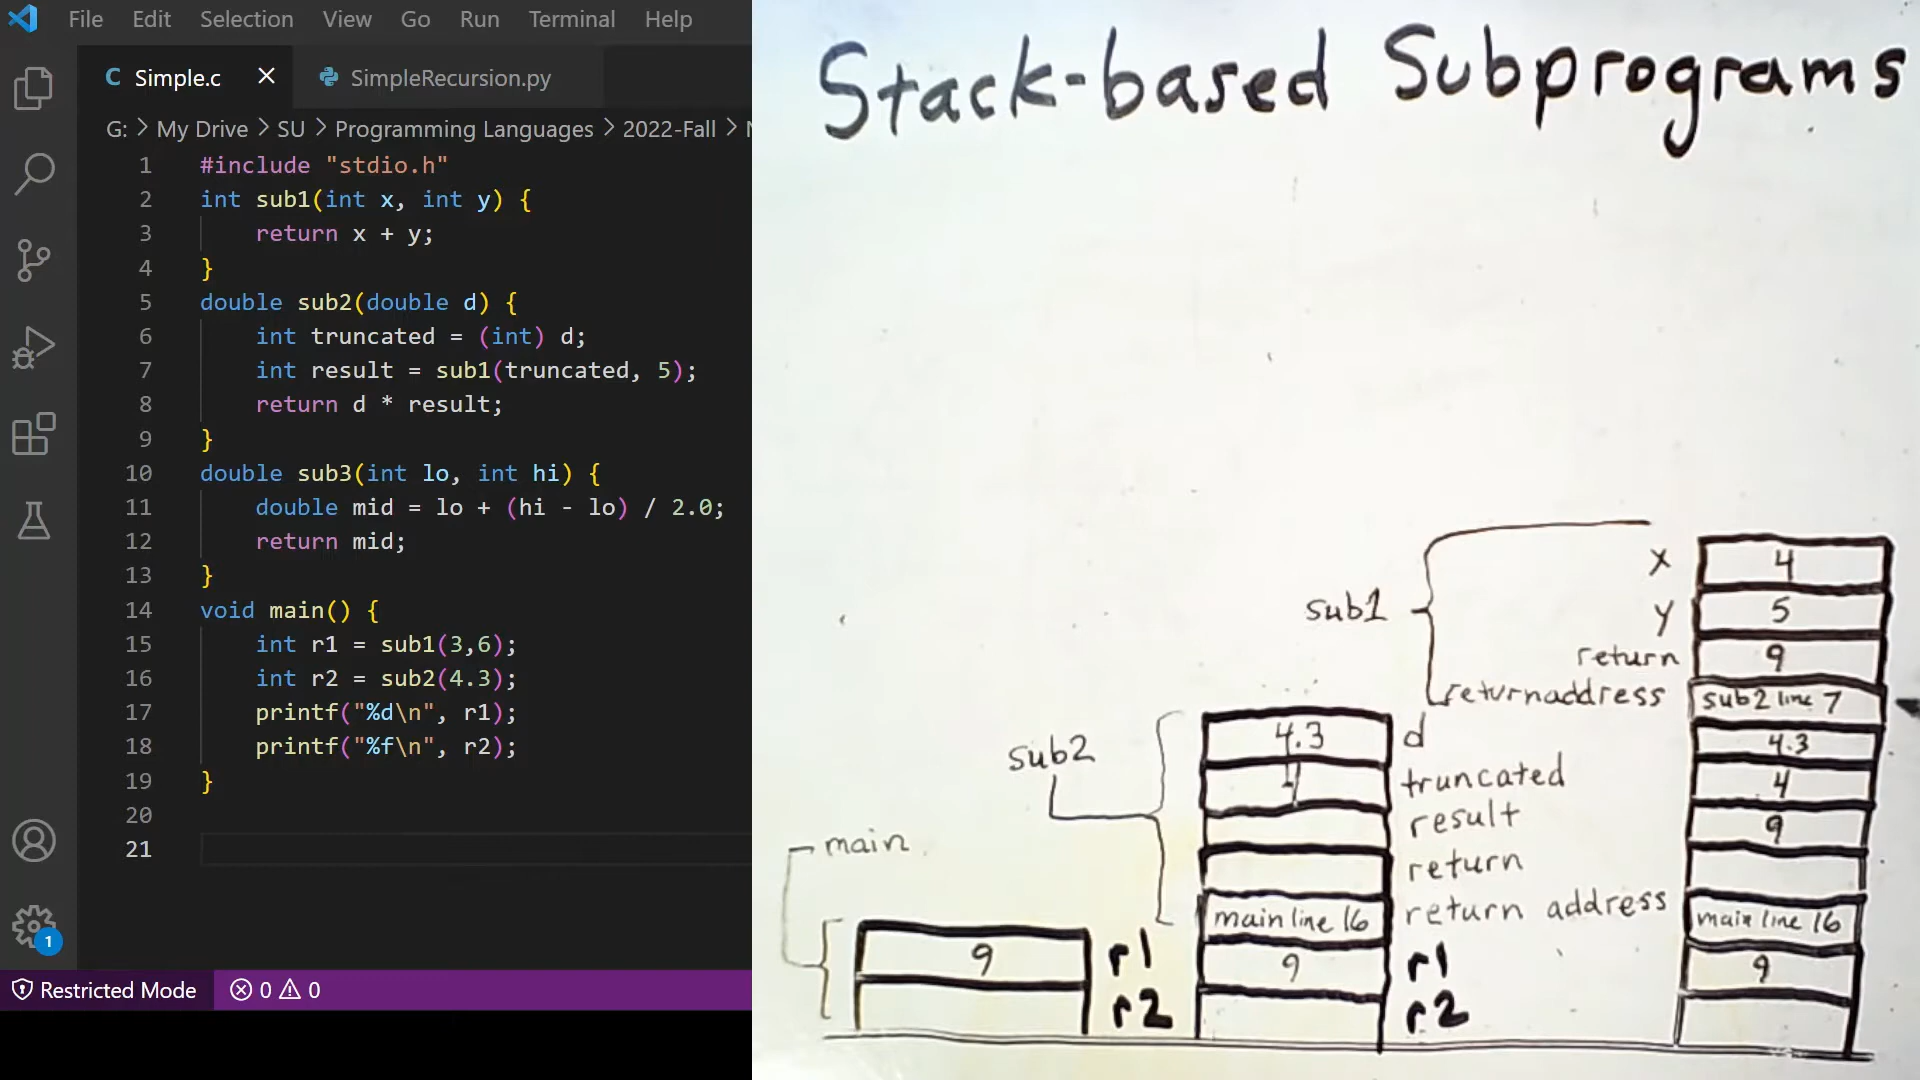 File Edit Selection View Go Run Terminal Help
C Simple.c × SimpleRecursion.py
G: > My Drive > SU > Programming Languages > 2022-Fall >
1 #include "stdio.h"
2 int sub1(int x, int y) {
3 return x + y;
4 }
5 double sub2(double d) {
6 int truncated = (int) d;
7 int result = sub1(truncated, 5);
8 return d * result;
9 }
10 double sub3(int lo, int hi) {
11 double mid = lo + (hi - lo) / 2.0;
12 return mid;
13 }
14 void main() {
15 int r1 = sub1(3,6);
16 int r2 = sub2(4.3);
17 printf("%d\n", r1);
18 printf("%f\n", r2);
19 }
20
21
1
Restricted Mode 0 0
Stack-based Subprograms
main
9 r1
r2
sub2
4.3 d
4 truncated
result
return
main line 16 return address
9 r1
r2
sub1
x 4
y 5
return 9
return address sub2 line 7
4.3
4
9
main line 16
9